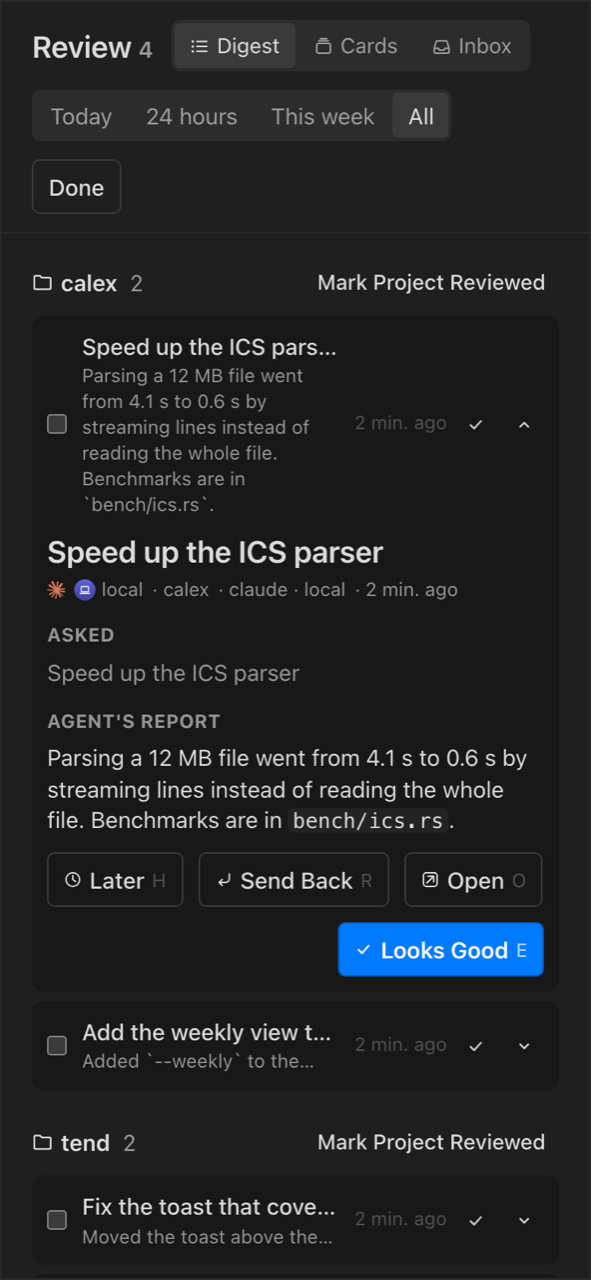 Review 4 Digest Cards Inbox
Today 24 hours This week All
Done
calex 2 Mark Project Reviewed
Speed up the ICS pars...
Parsing a 12 MB file went
from 4.1 s to 0.6 s by
streaming lines instead of
reading the whole file.
Benchmarks are in
`bench/ics.rs`.
2 min. ago
Speed up the ICS parser
local · calex · claude · local · 2 min. ago
ASKED
Speed up the ICS parser
AGENT'S REPORT
Parsing a 12 MB file went from 4.1 s to 0.6 s by
streaming lines instead of reading the whole
file. Benchmarks are in bench/ics.rs.
Later H Send Back R Open O
Looks Good E
Add the weekly view t...
Added `--weekly` to the...
2 min. ago
tend 2 Mark Project Reviewed
Fix the toast that cove...
Moved the toast above the...
2 min. ago